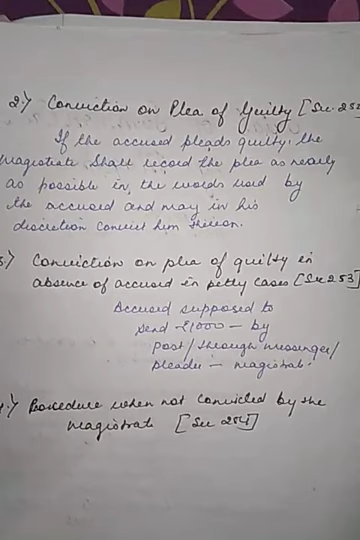 2.) Conviction on Plea of Guilty [Sec. 252
If the accused pleads guilty, the
magistrate shall record the plea as nearly
as possible in the words used by
the accused and may in his
discretion convict him thereon.
3.) Conviction on plea of guilty in
absence of accused in petty cases [Sec 253]
Accused supposed to
send ₹1000 – by
post/through messenger/
pleader – magistrate.
4.) Procedure when not convicted by the
magistrate [Sec 254]